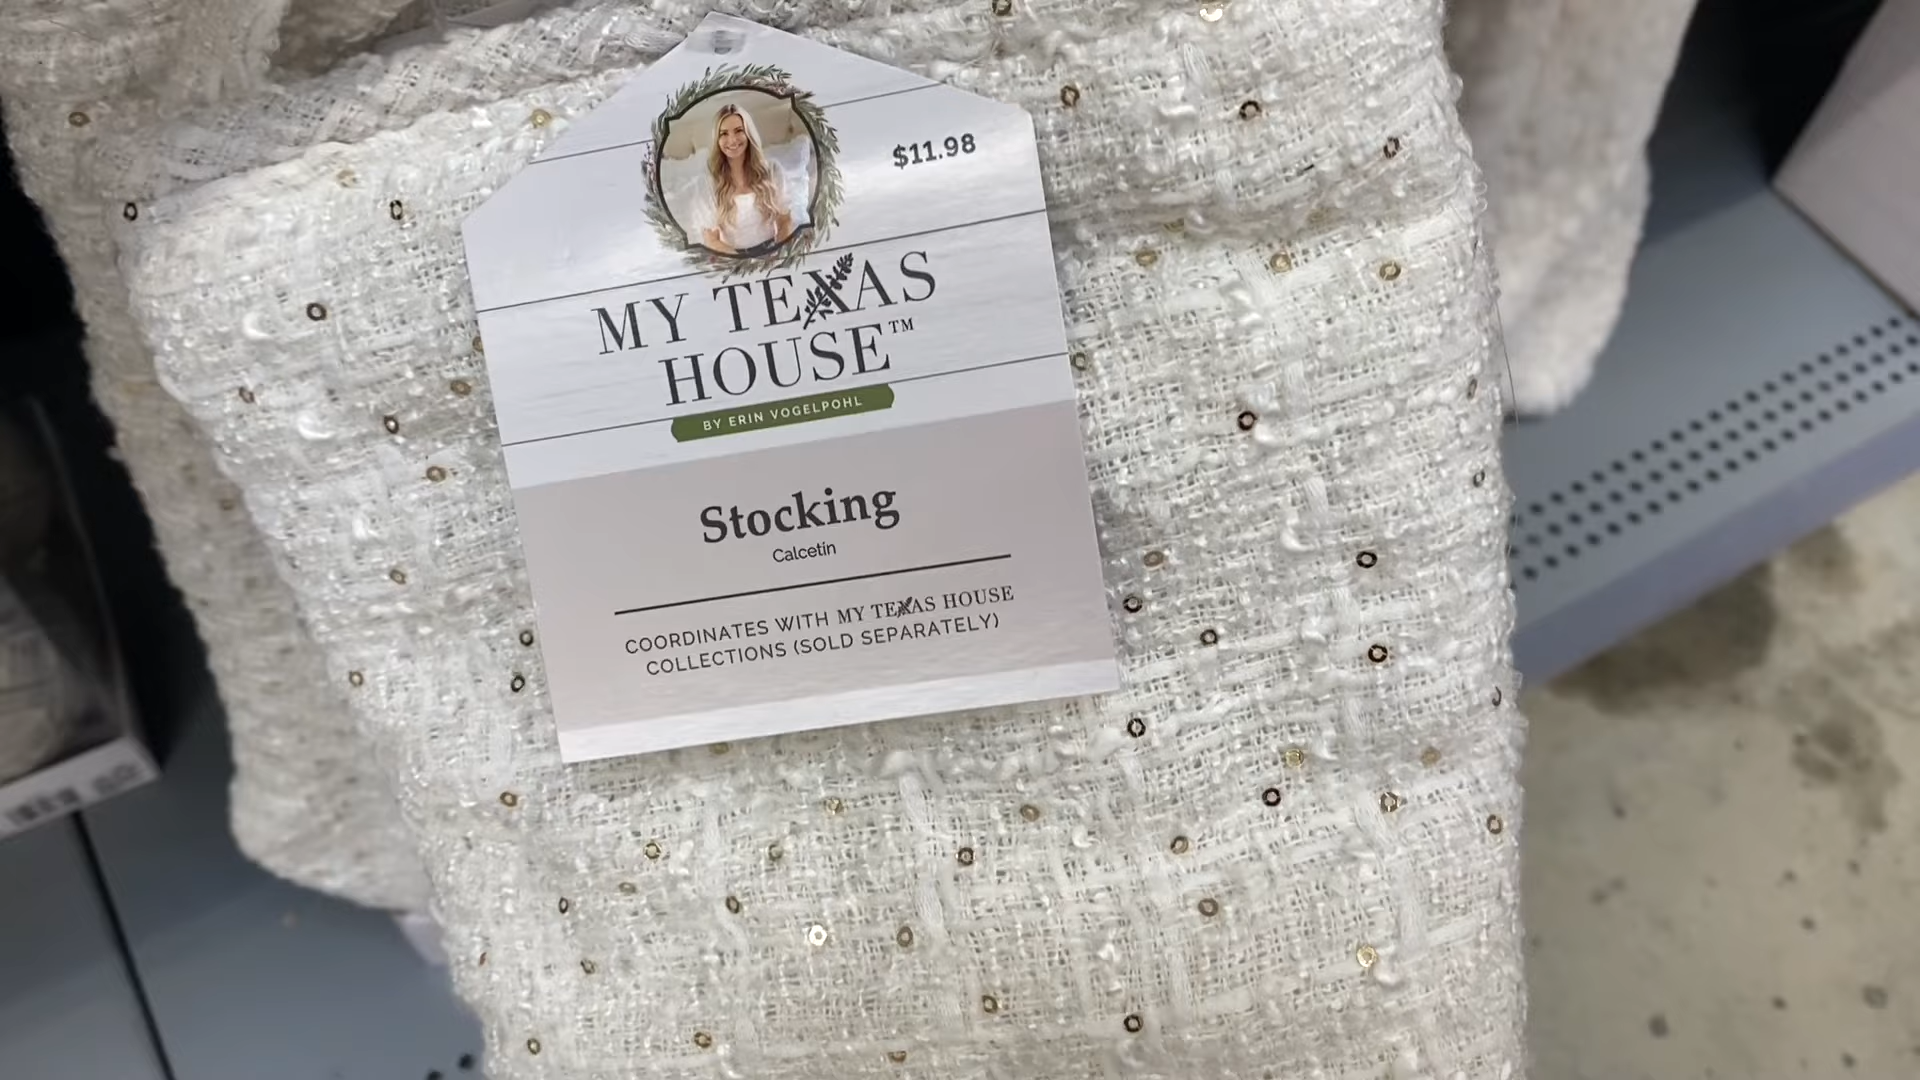 $11.98
MY TEXAS
HOUSE™
BY ERIN VOGELPOHL
Stocking
Calcetín
COORDINATES WITH MY TEXAS HOUSE
COLLECTIONS (SOLD SEPARATELY)